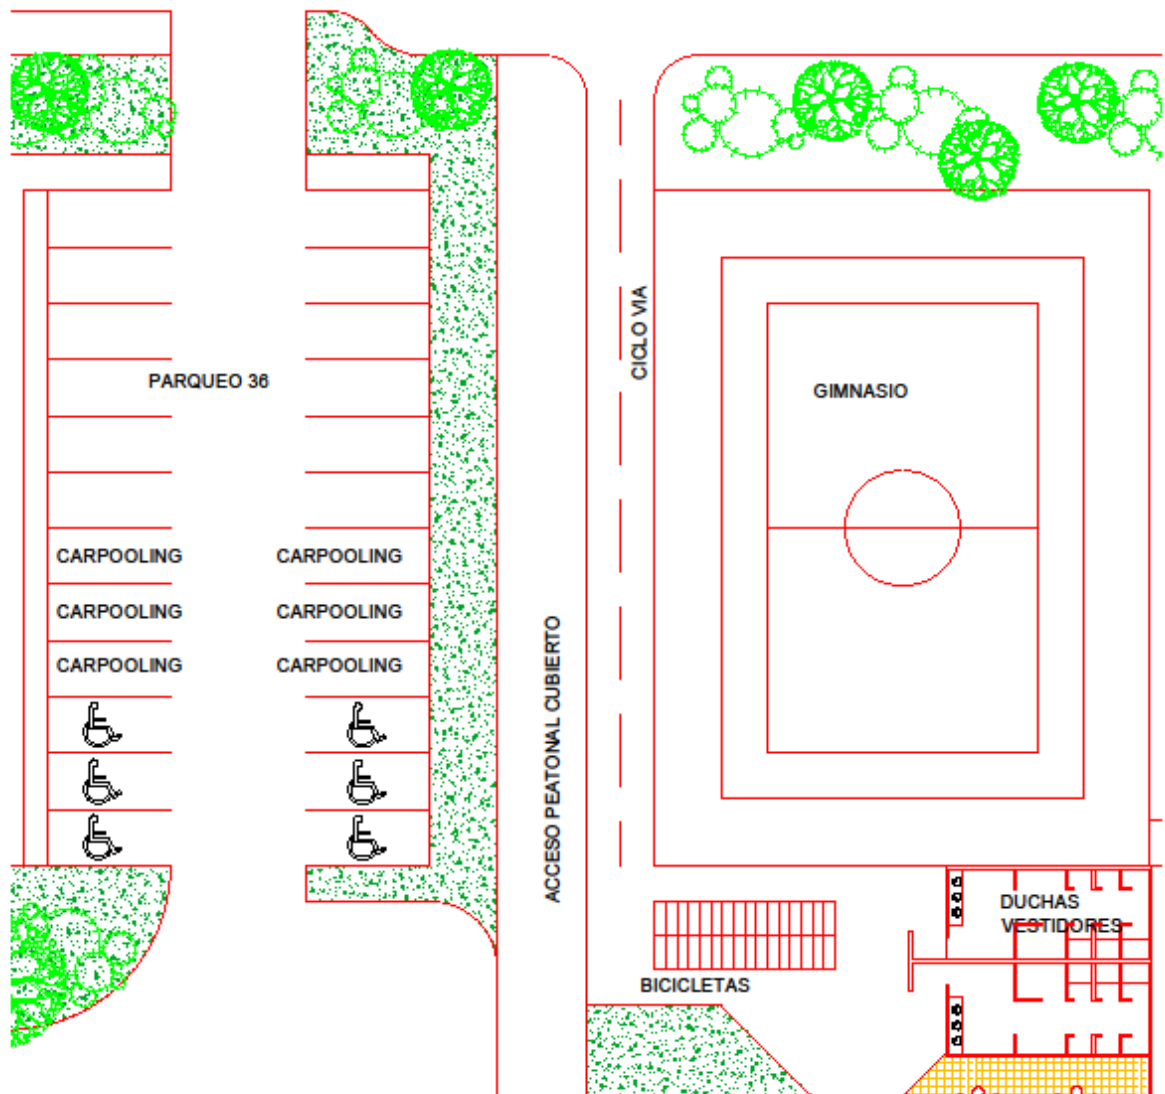 CICLO VIA
PARQUEO 36
GIMNASIO
CARPOOLING CARPOOLING
CARPOOLING CARPOOLING
CARPOOLING CARPOOLING
ACCESO PEATONAL CUBIERTO
DUCHAS
VESTIDORES
BICICLETAS